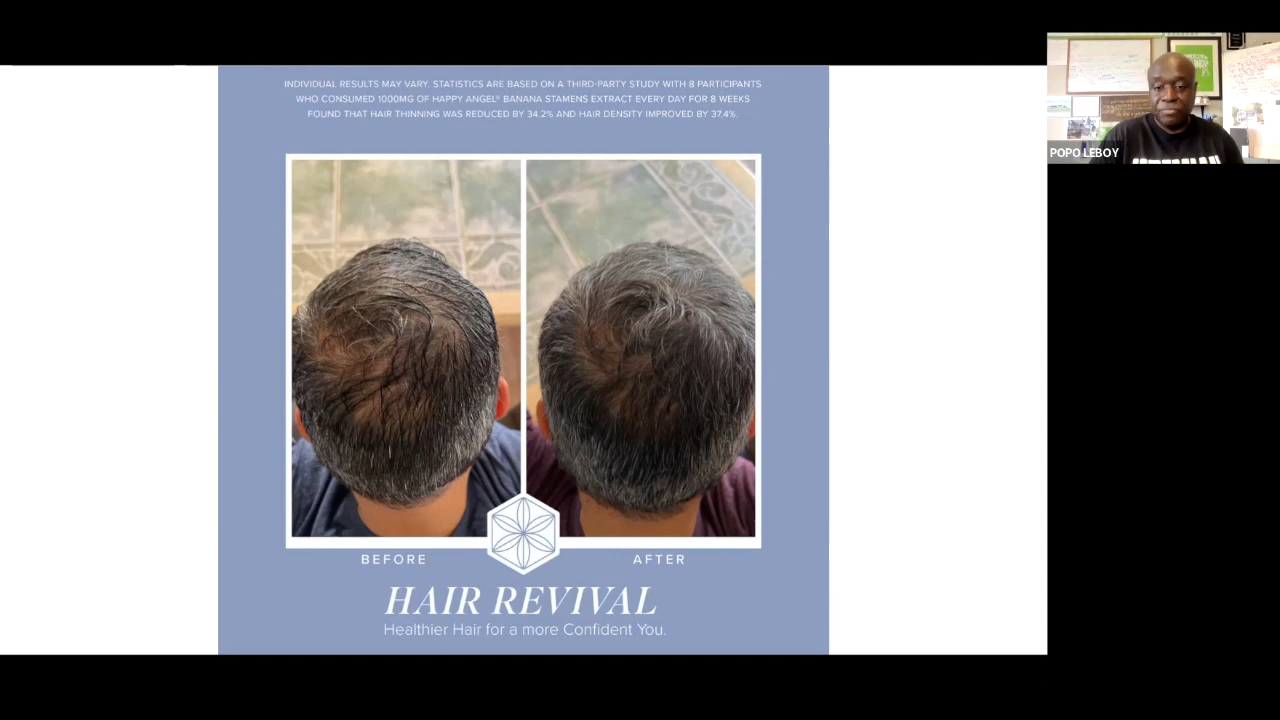 INDIVIDUAL RESULTS MAY VARY. STATISTICS ARE BASED ON A THIRD-PARTY STUDY WITH 8 PARTICIPANTS
WHO CONSUMED 1000MG OF HAPPY ANGEL® BANANA STAMENS EXTRACT EVERY DAY FOR 8 WEEKS
FOUND THAT HAIR THINNING WAS REDUCED BY 34.2% AND HAIR DENSITY IMPROVED BY 37.4%.
BEFORE
AFTER
HAIR REVIVAL
Healthier Hair for a more Confident You.
POPO LEBOY